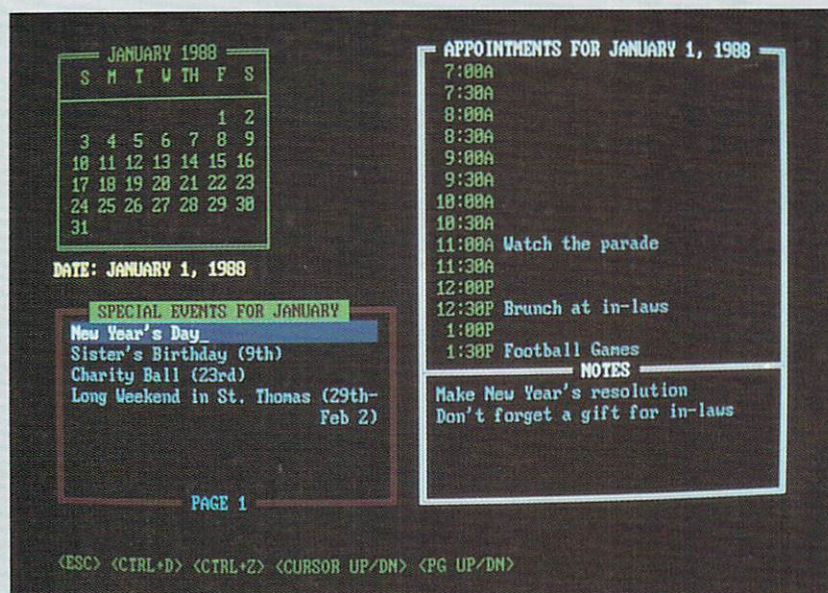 JANUARY 1988
S M T W TH F S
1 2
3 4 5 6 7 8 9
10 11 12 13 14 15 16
17 18 19 20 21 22 23
24 25 26 27 28 29 30
31
DATE: JANUARY 1, 1988
SPECIAL EVENTS FOR JANUARY
New Year's Day_
Sister's Birthday (9th)
Charity Ball (23rd)
Long Weekend in St. Thomas (29th-
Feb 2)
PAGE 1
APPOINTMENTS FOR JANUARY 1, 1988
7:00A
7:30A
8:00A
8:30A
9:00A
9:30A
10:00A
10:30A
11:00A Watch the parade
11:30A
12:00P
12:30P Brunch at in-laws
1:00P
1:30P Football Games
NOTES
Make New Year's resolution
Don't forget a gift for in-laws
<ESC> <CTRL+D> <CTRL+Z> <CURSOR UP/DN> <PG UP/DN>